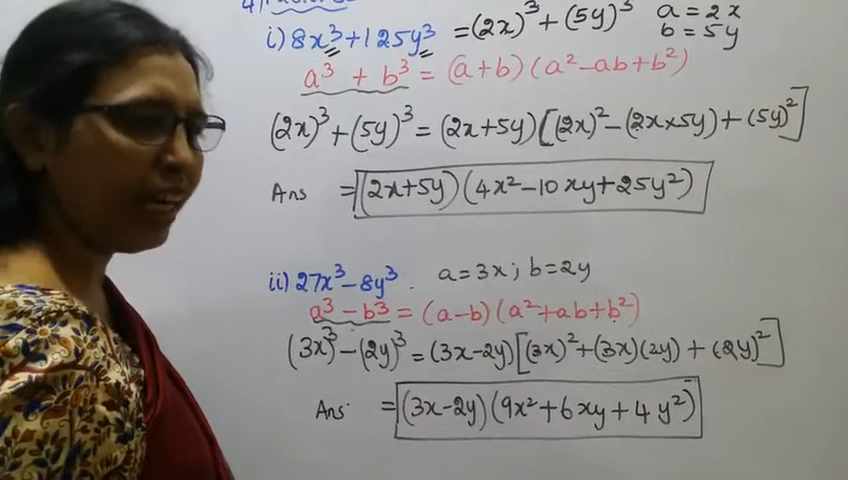 4)
i) 8x³+125y³ = (2x)³ + (5y)³ a = 2x
b = 5y
a³ + b³ = (a+b) (a²-ab+b²)
(2x)³+(5y)³ = (2x+5y)[(2x)² - (2x×5y) + (5y)²]
Ans = (2x+5y) (4x²-10xy+25y²)
ii) 27x³-8y³. a=3x; b=2y
a³ - b³ = (a-b) (a²+ab+b²)
(3x)³-(2y)³ = (3x-2y)[(3x)²+(3x)(2y) + (2y)²]
Ans. = (3x-2y)(9x²+6xy+4y²)